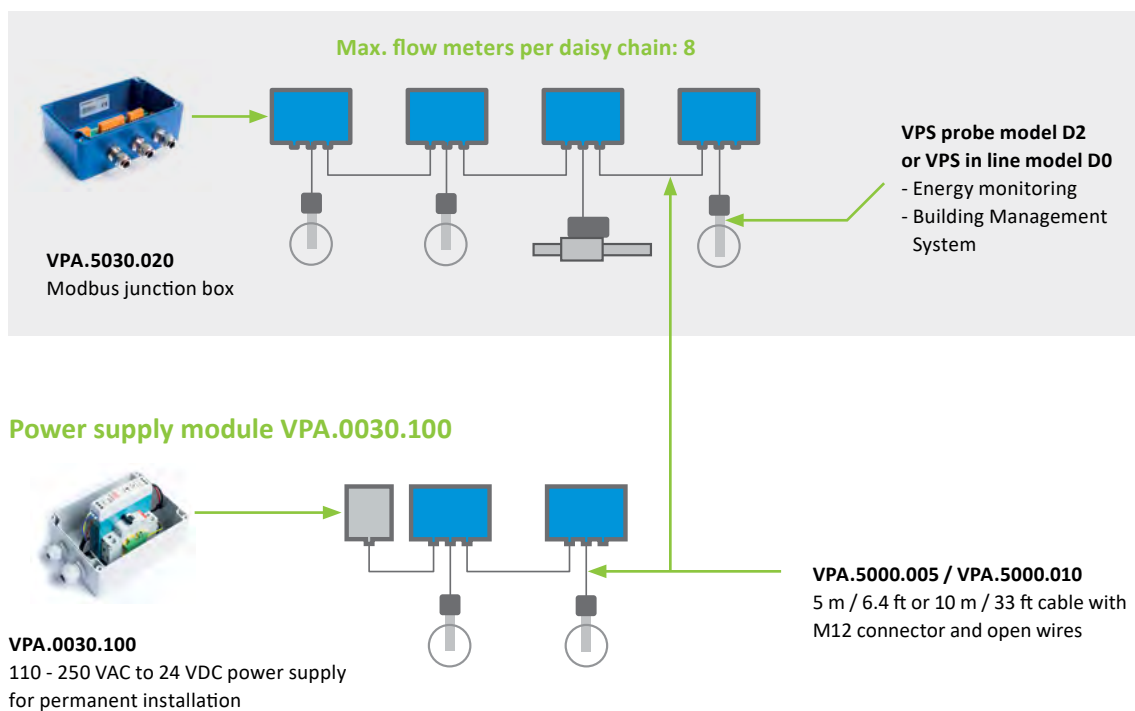 Max. flow meters per daisy chain: 8
VPS probe model D2
or VPS in line model D0
- Energy monitoring
- Building Management
System
VPA.5030.020
Modbus junction box
Power supply module VPA.0030.100
VPA.5000.005 / VPA.5000.010
5 m / 6.4 ft or 10 m / 33 ft cable with
M12 connector and open wires
VPA.0030.100
110 - 250 VAC to 24 VDC power supply
for permanent installation